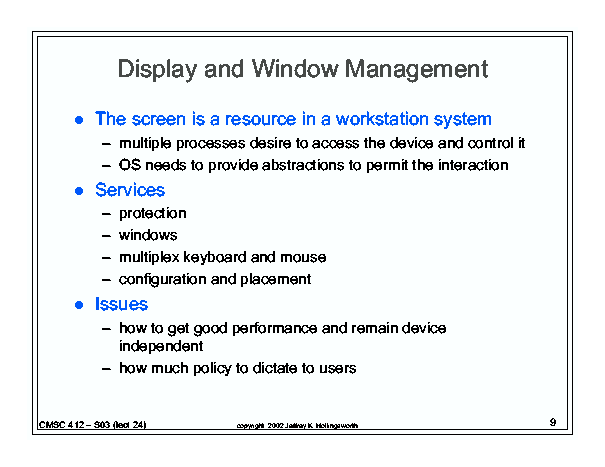 Display and Window Management
● The screen is a resource in a workstation system
– multiple processes desire to access the device and control it
– OS needs to provide abstractions to permit the interaction
● Services
– protection
– windows
– multiplex keyboard and mouse
– configuration and placement
● Issues
– how to get good performance and remain device
independent
– how much policy to dictate to users
CMSC 412 – S03 (lect 24)
copyright 2002 Jeffrey K. Hollingsworth
9